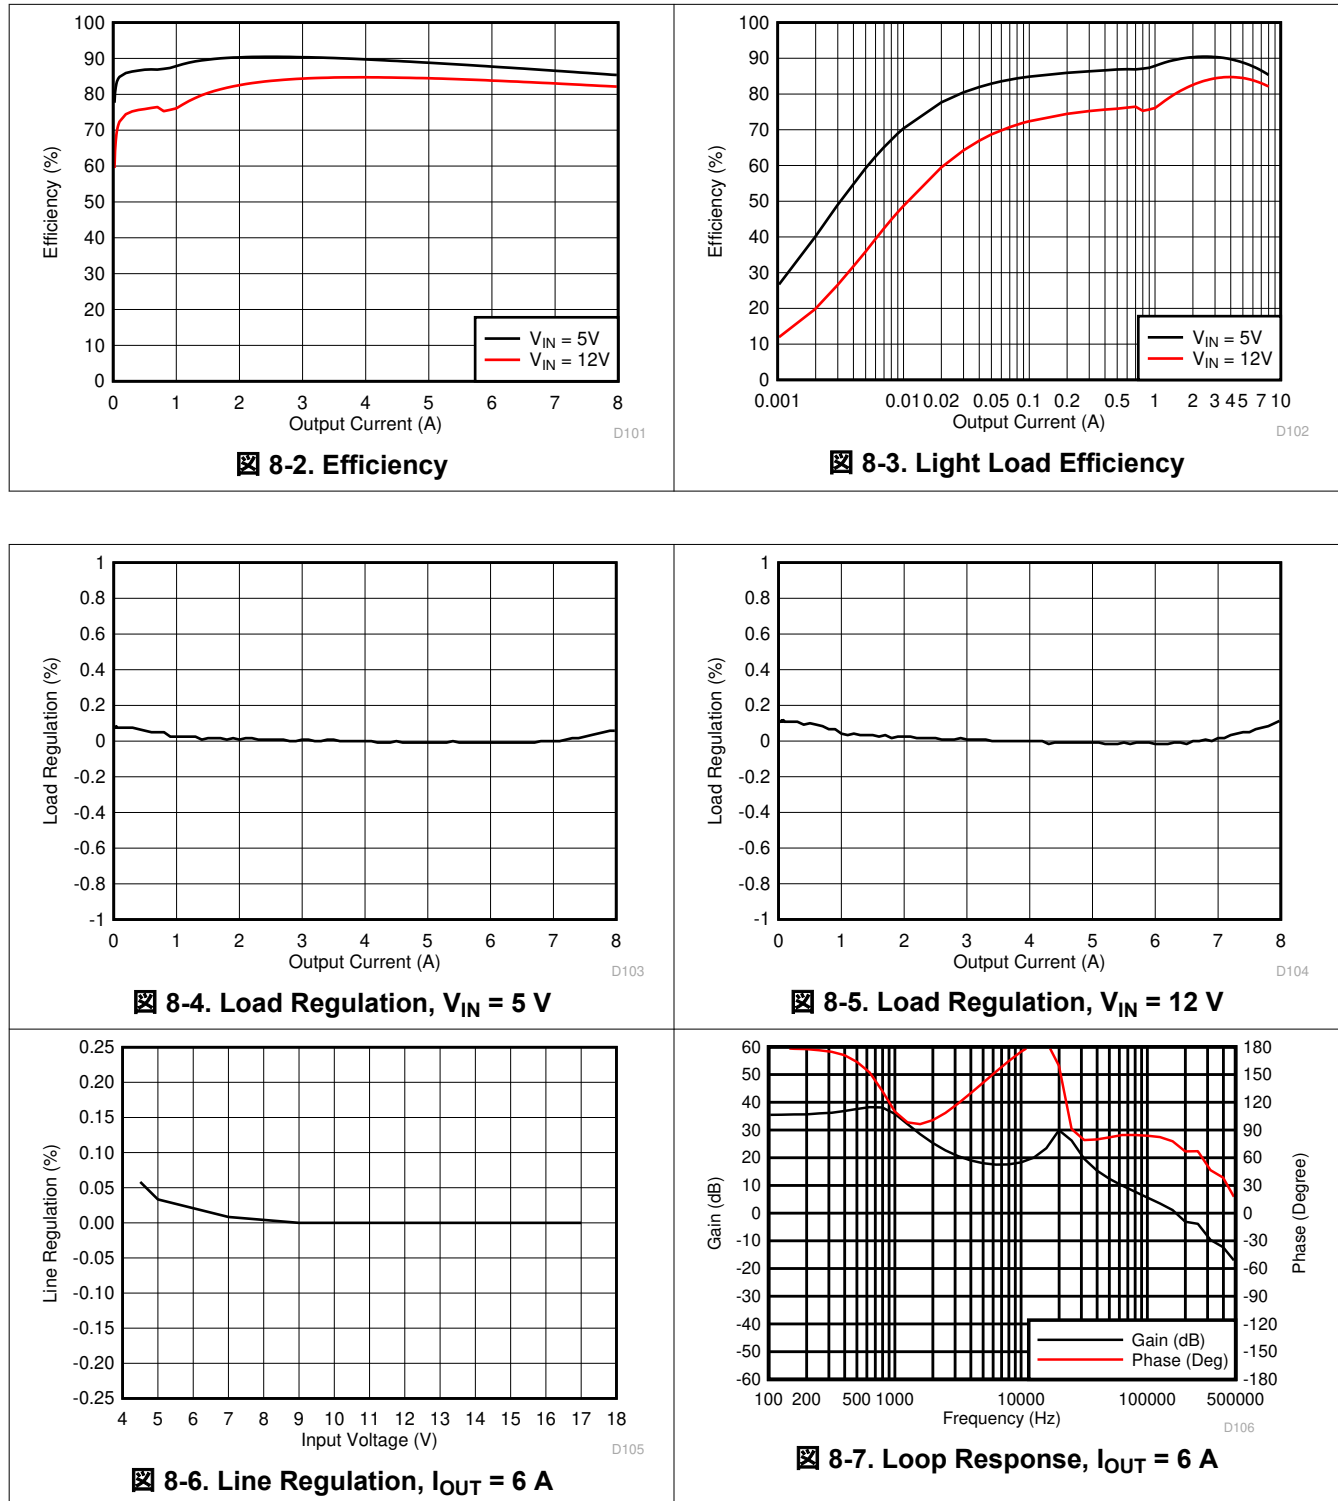 100
90
80
70
60
50
40
30
20
10
0
Efficiency (%)
V_IN = 5V
V_IN = 12V
0 1 2 3 4 5 6 7 8
Output Current (A)
D101
図 8-2. Efficiency
100
90
80
70
60
50
40
30
20
10
0
Efficiency (%)
V_IN = 5V
V_IN = 12V
0.001 0.01 0.02 0.05 0.1 0.2 0.5 1 2 3 4 5 7 10
Output Current (A)
D102
図 8-3. Light Load Efficiency
1
0.8
0.6
0.4
0.2
0
-0.2
-0.4
-0.6
-0.8
-1
Load Regulation (%)
0 1 2 3 4 5 6 7 8
Output Current (A)
D103
図 8-4. Load Regulation, V_IN = 5 V
1
0.8
0.6
0.4
0.2
0
-0.2
-0.4
-0.6
-0.8
-1
Load Regulation (%)
0 1 2 3 4 5 6 7 8
Output Current (A)
D104
図 8-5. Load Regulation, V_IN = 12 V
0.25
0.20
0.15
0.10
0.05
0.00
-0.05
-0.10
-0.15
-0.20
-0.25
Line Regulation (%)
4 5 6 7 8 9 10 11 12 13 14 15 16 17 18
Input Voltage (V)
D105
図 8-6. Line Regulation, I_OUT = 6 A
60
50
40
30
20
10
0
-10
-20
-30
-40
-50
-60
Gain (dB)
180
150
120
90
60
30
0
-30
-60
-90
-120
-150
-180
Phase (Degree)
Gain (dB)
Phase (Deg)
100 200 500 1000 10000 100000 500000
Frequency (Hz)
D106
図 8-7. Loop Response, I_OUT = 6 A